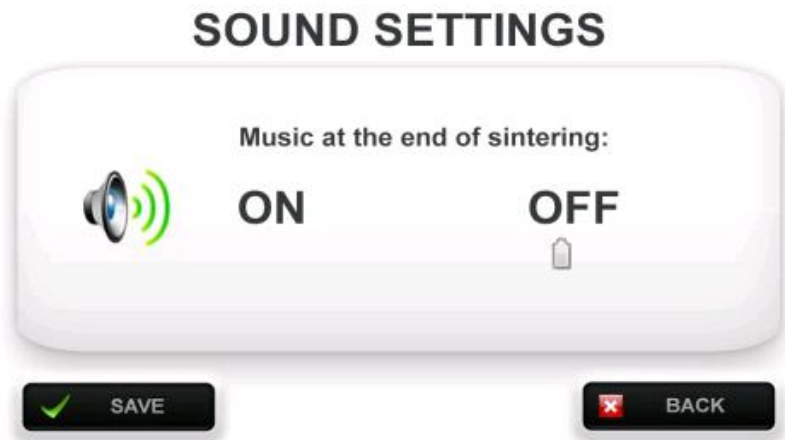 SOUND SETTINGS
Music at the end of sintering:
ON OFF
SAVE BACK